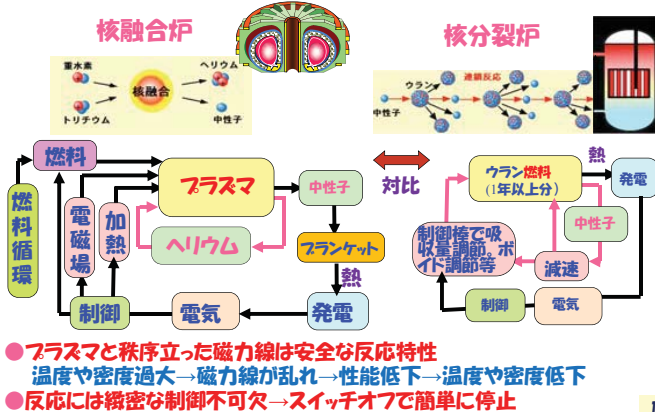 核融合炉
重水素
ヘリウム
核融合
トリチウム
中性子
燃料
プラズマ
中性子
燃料循環
電磁場
加熱
ヘリウム
ブランケット
熱
制御
電気
発電
対比
核分裂炉
ウラン
連鎖反応
中性子
ウラン燃料
(1年以上分)
熱
発電
中性子
制御棒で吸
収量調節。ボ
イド調節等
減速
制御
電気
●プラズマと秩序立った磁力線は安全な反応特性
温度や密度過大→磁力線が乱れ→性能低下→温度や密度低下
●反応には緻密な制御不可欠→スイッチオフで簡単に停止